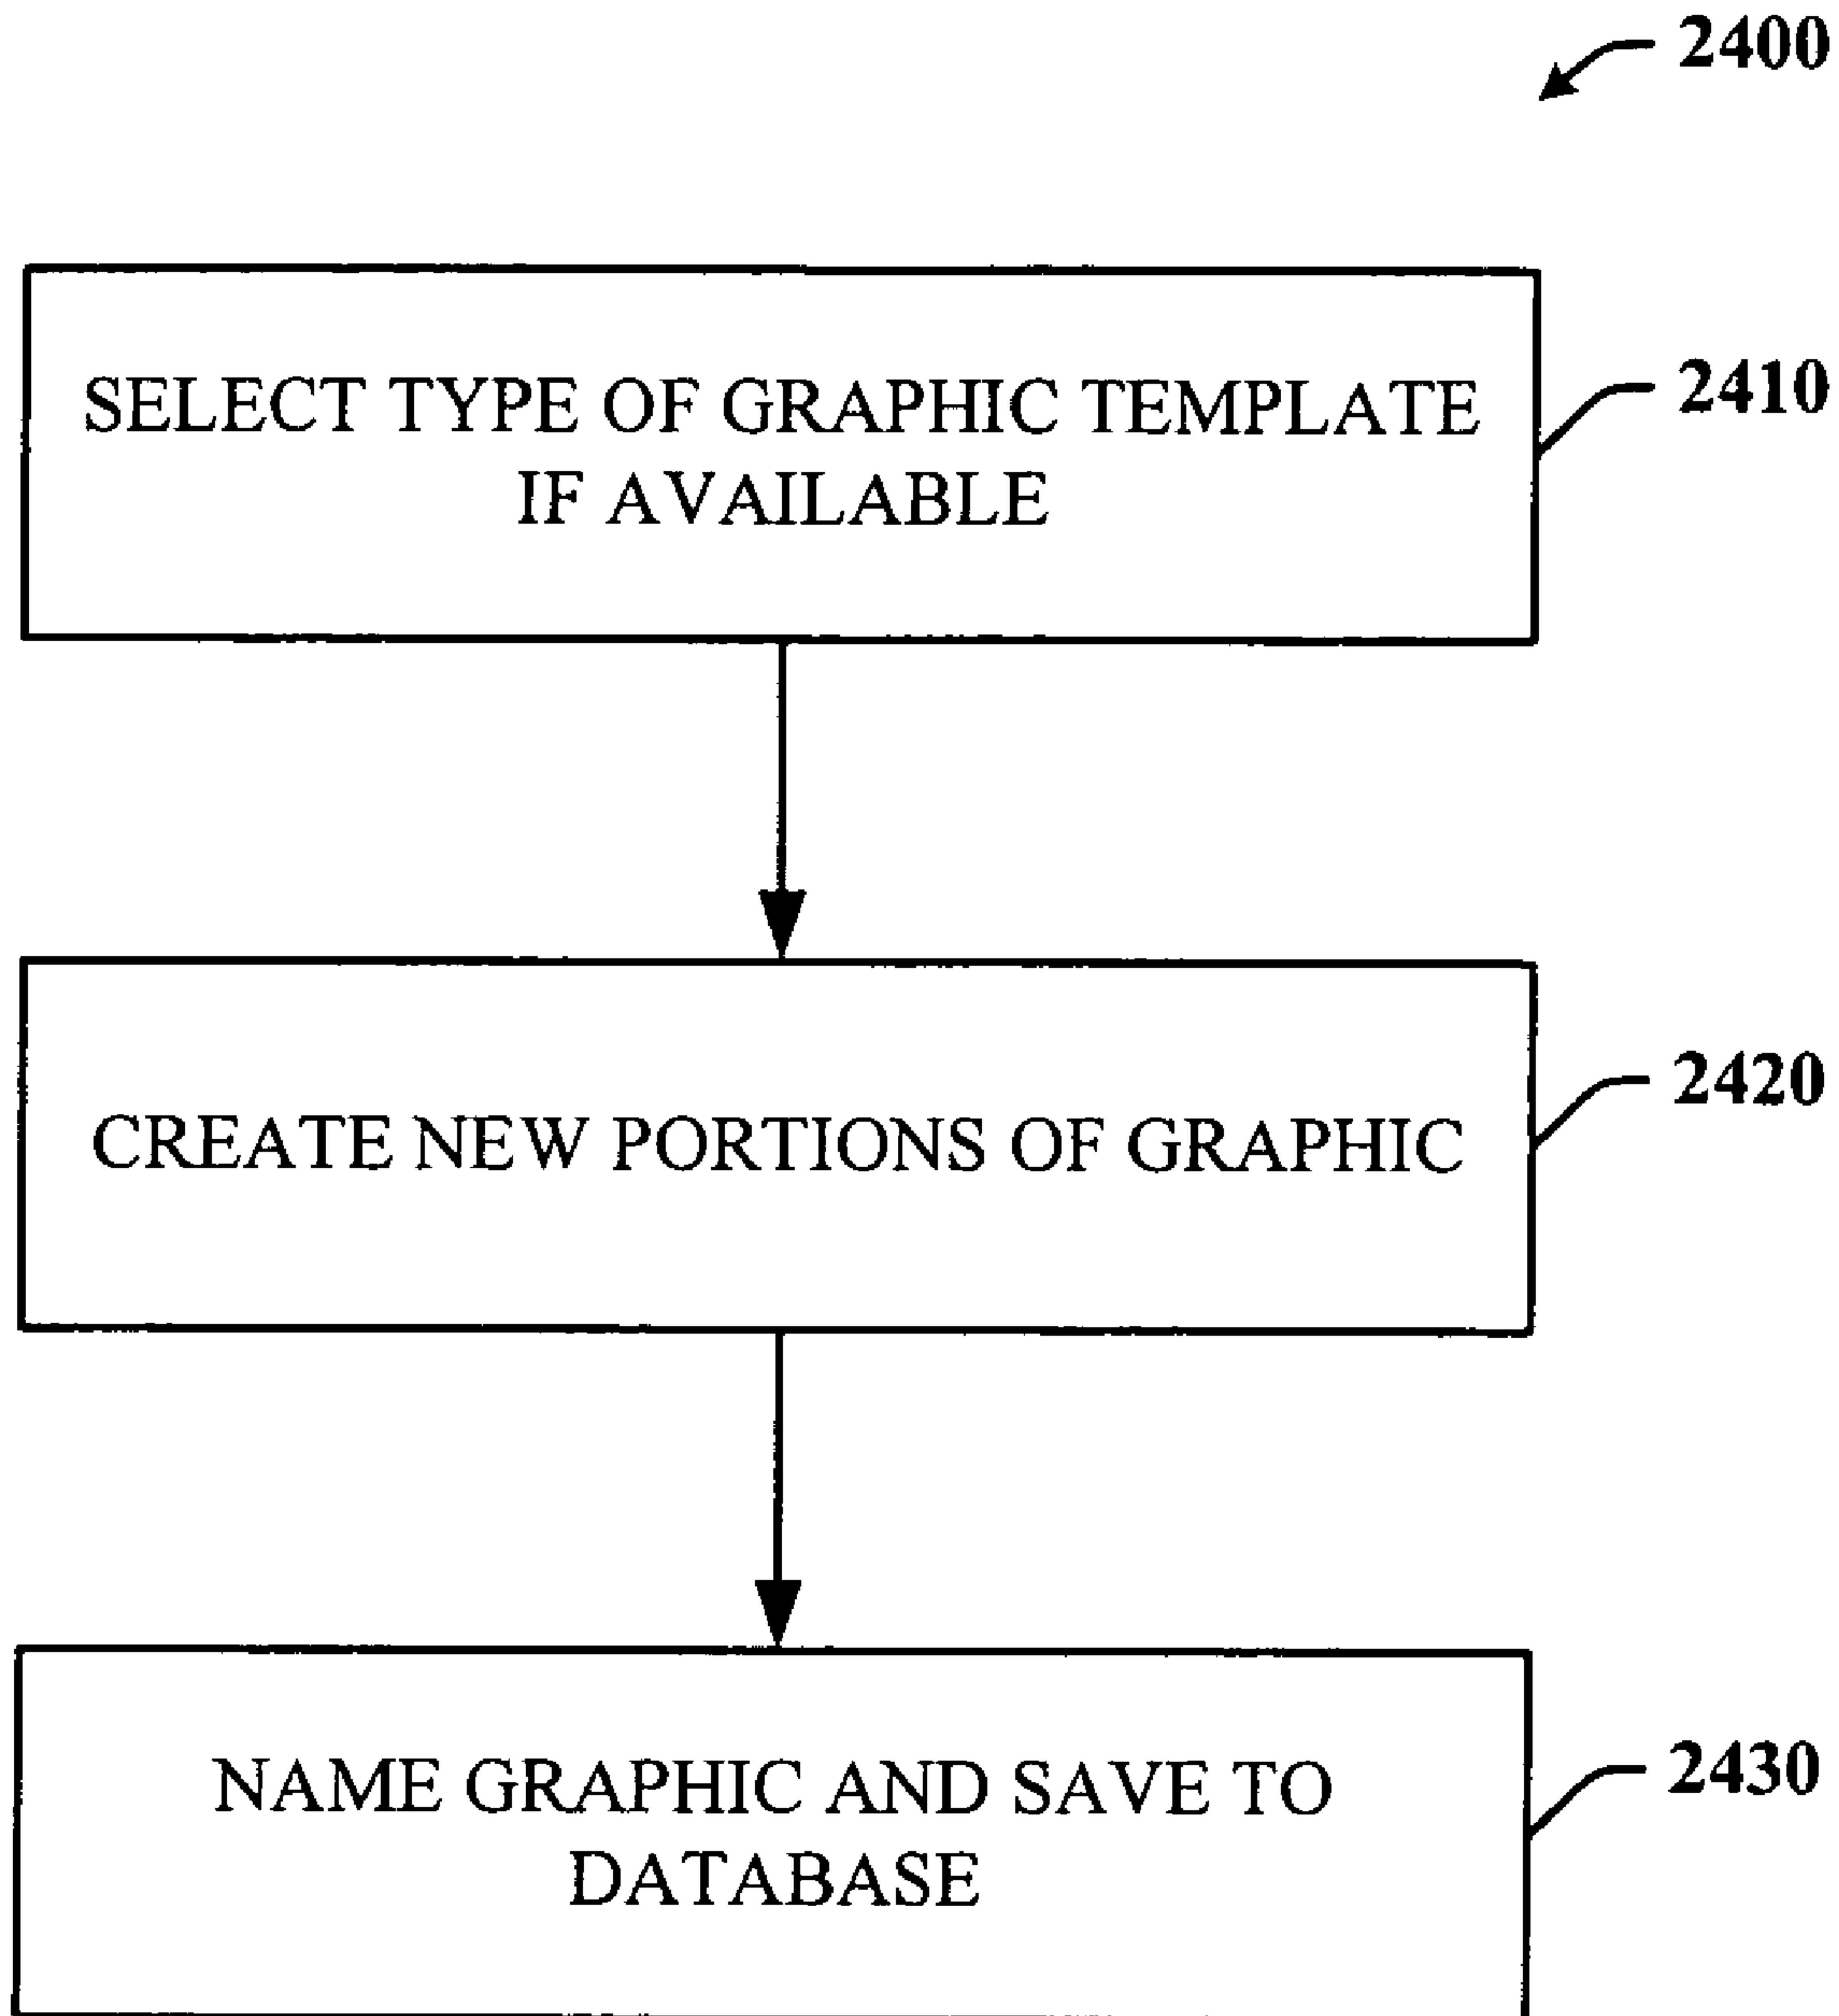 2400
SELECT TYPE OF GRAPHIC TEMPLATE
IF AVAILABLE
2410
CREATE NEW PORTIONS OF GRAPHIC
2420
NAME GRAPHIC AND SAVE TO
DATABASE
2430